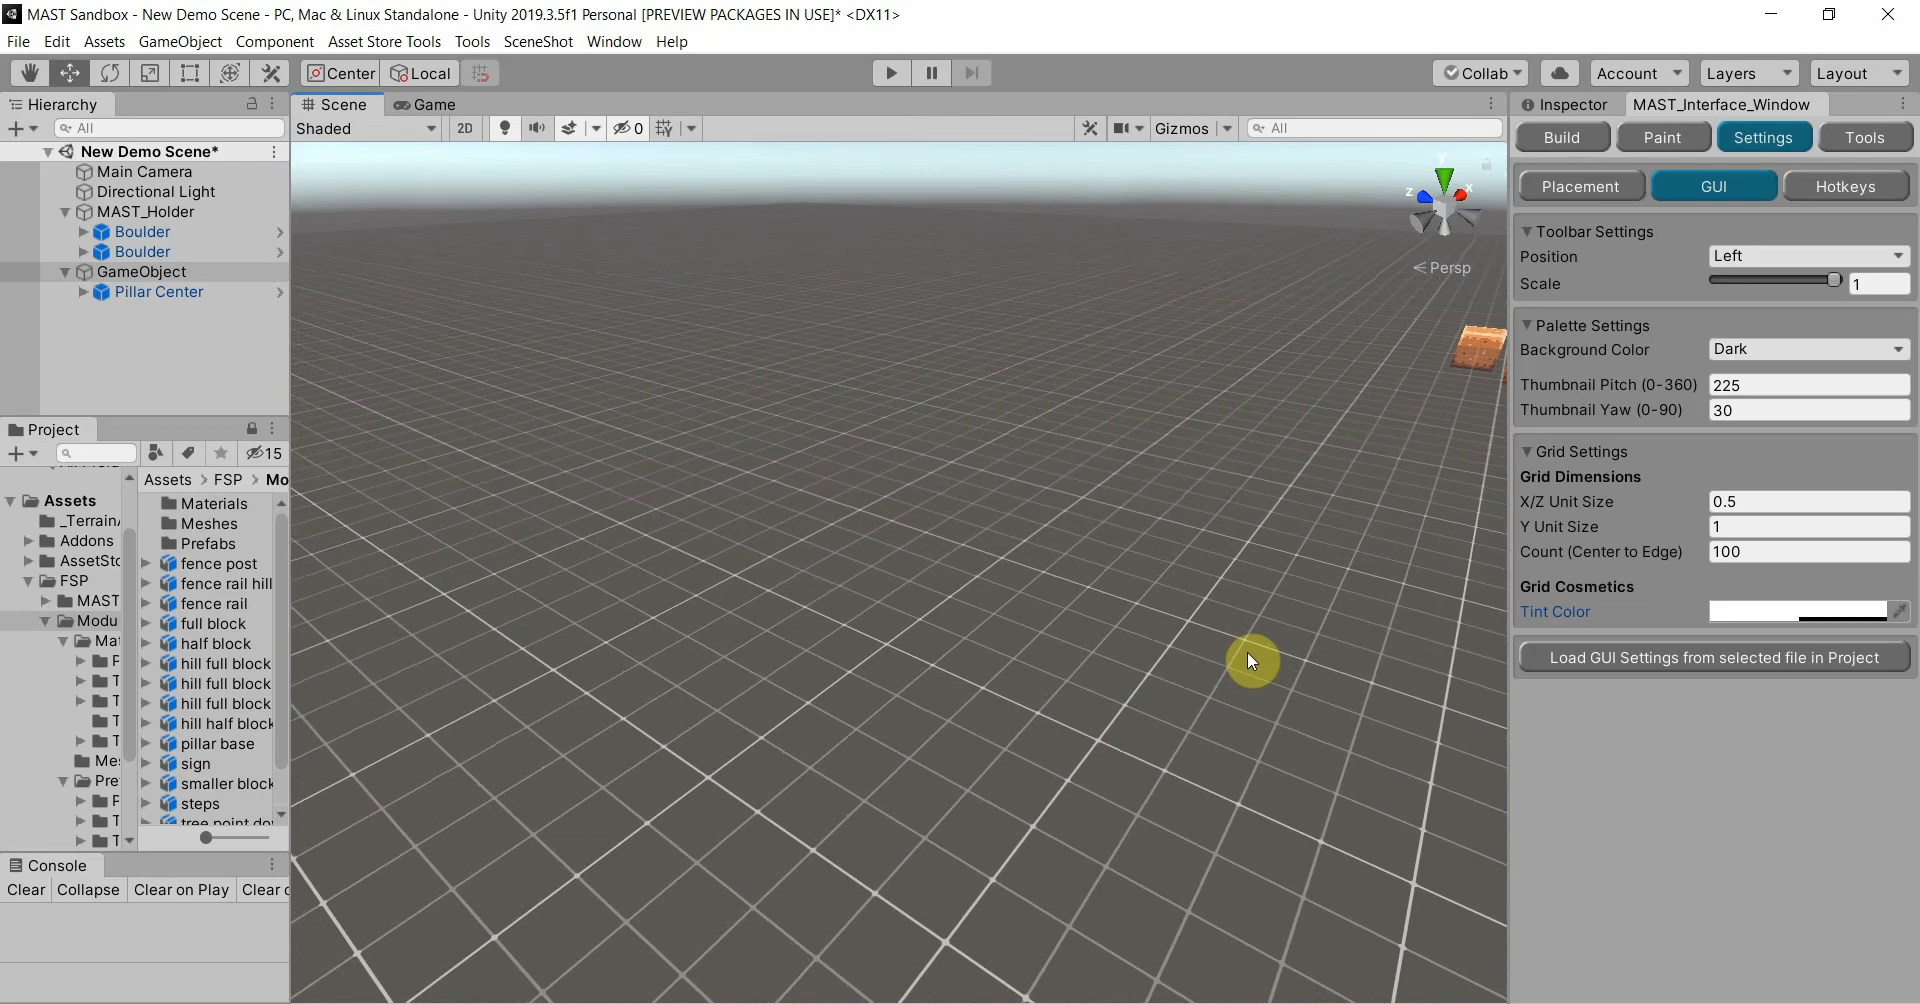 MAST Sandbox - New Demo Scene - PC, Mac & Linux Standalone - Unity 2019.3.5f1 Personal [PREVIEW PACKAGES IN USE]* <DX11>
File Edit Assets GameObject Component Asset Store Tools Tools SceneShot Window Help
Center Local Collab Account Layers Layout
Hierarchy
All
New Demo Scene*
Main Camera
Directional Light
MAST_Holder
Boulder
Boulder
GameObject
Pillar Center
Project
15
Assets
_Terrain
Addons
AssetSto
FSP
MAST
Modu
Mat
P
T
T
T
T
Me
Pre
P
T
T
Assets > FSP > Mo
Materials
Meshes
Prefabs
fence post
fence rail hill
fence rail
full block
half block
hill full block
hill full block
hill full block
hill half block
pillar base
sign
smaller block
steps
tree point do
Console
Clear Collapse Clear on Play Clear o
Scene Game
Shaded 2D 0 Gizmos All
y
z x
Persp
Inspector MAST_Interface_Window
Build Paint Settings Tools
Placement GUI Hotkeys
Toolbar Settings
Position Left
Scale 1
Palette Settings
Background Color Dark
Thumbnail Pitch (0-360) 225
Thumbnail Yaw (0-90) 30
Grid Settings
Grid Dimensions
X/Z Unit Size 0.5
Y Unit Size 1
Count (Center to Edge) 100
Grid Cosmetics
Tint Color
Load GUI Settings from selected file in Project